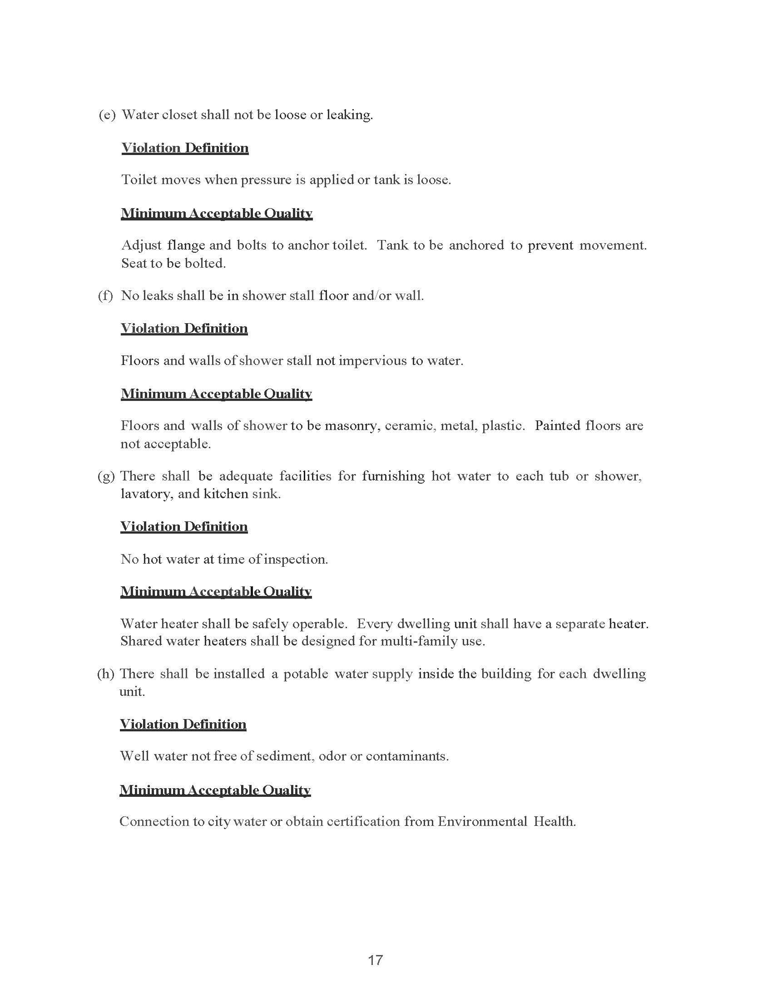 (e) Water closet shall not be loose or leaking.
Violation Definition
Toilet moves when pressure is applied or tank is loose.
Minimum Acceptable Quality
Adjust flange and bolts to anchor toilet. Tank to be anchored to prevent movement.
Seat to be bolted.
(f) No leaks shall be in shower stall floor and/or wall.
Violation Definition
Floors and walls of shower stall not impervious to water.
Minimum Acceptable Quality
Floors and walls of shower to be masonry, ceramic, metal, plastic. Painted floors are
not acceptable.
(g) There shall be adequate facilities for furnishing hot water to each tub or shower,
lavatory, and kitchen sink.
Violation Definition
No hot water at time of inspection.
Minimum Acceptable Quality
Water heater shall be safely operable. Every dwelling unit shall have a separate heater.
Shared water heaters shall be designed for multi-family use.
(h) There shall be installed a potable water supply inside the building for each dwelling
unit.
Violation Definition
Well water not free of sediment, odor or contaminants.
Minimum Acceptable Quality
Connection to city water or obtain certification from Environmental Health.
17